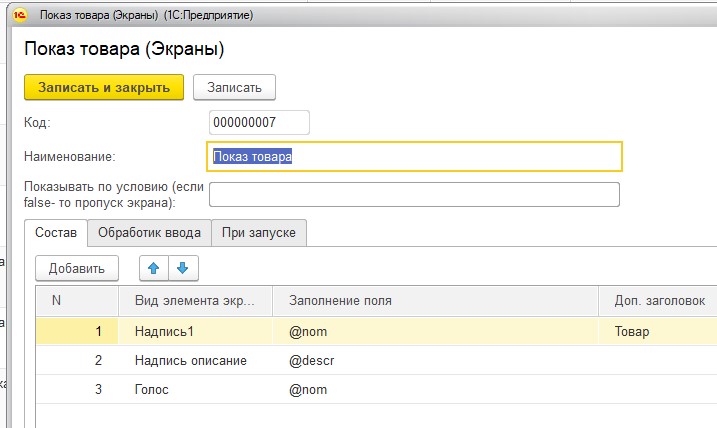 Показ товара (Экраны) (1С:Предприятие)
Показ товара (Экраны)
Записать и закрыть Записать
Код: 000000007
Наименование: Показ товара
Показывать по условию (если
false- то пропуск экрана):
Состав Обработик ввода При запуске
Добавить
N Вид элемента экр... Заполнение поля Доп. заголовок
1 Надпись1 @nom Товар
2 Надпись описание @descr
3 Голос @nom